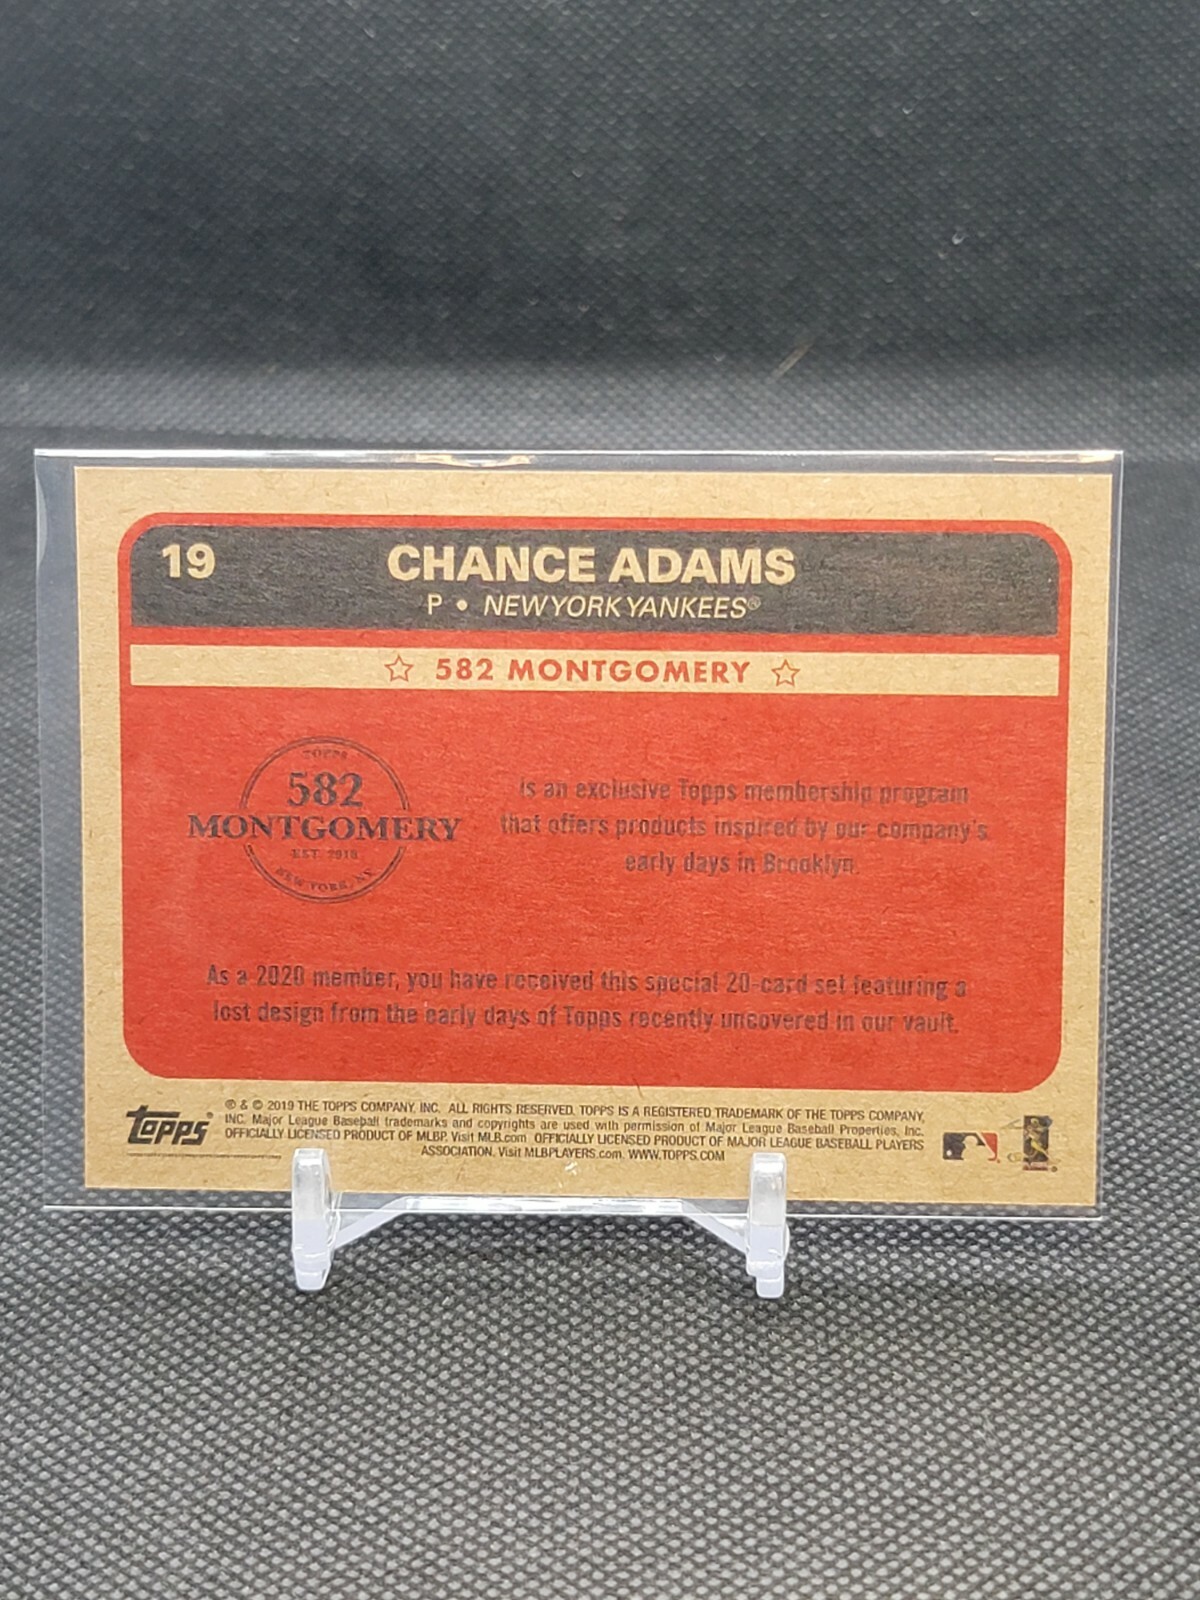 19
CHANCE ADAMS
P • NEW YORK YANKEES®
☆ 582 MONTGOMERY ☆
TOPPS
582
MONTGOMERY
EST. 2018
NEW YORK, NY
is an exclusive Topps membership program
that offers products inspired by our company's
early days in Brooklyn.
As a 2020 member, you have received this special 20-card set featuring a
lost design from the early days of Topps recently uncovered in our vault.
topps®
® & © 2019 THE TOPPS COMPANY, INC. ALL RIGHTS RESERVED. TOPPS IS A REGISTERED TRADEMARK OF THE TOPPS COMPANY,
INC. Major League Baseball trademarks and copyrights are used with permission of Major League Baseball Properties, Inc.
OFFICIALLY LICENSED PRODUCT OF MLBP. Visit MLB.com OFFICIALLY LICENSED PRODUCT OF MAJOR LEAGUE BASEBALL PLAYERS
ASSOCIATION. Visit MLBPLAYERS.com. WWW.TOPPS.COM